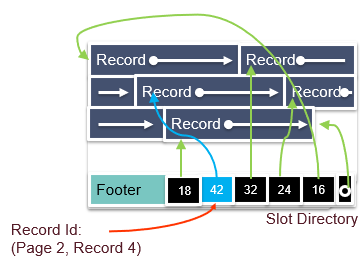 Record Record
Record Record
Record
Footer 18 42 32 24 16
Slot Directory
Record Id:
(Page 2, Record 4)